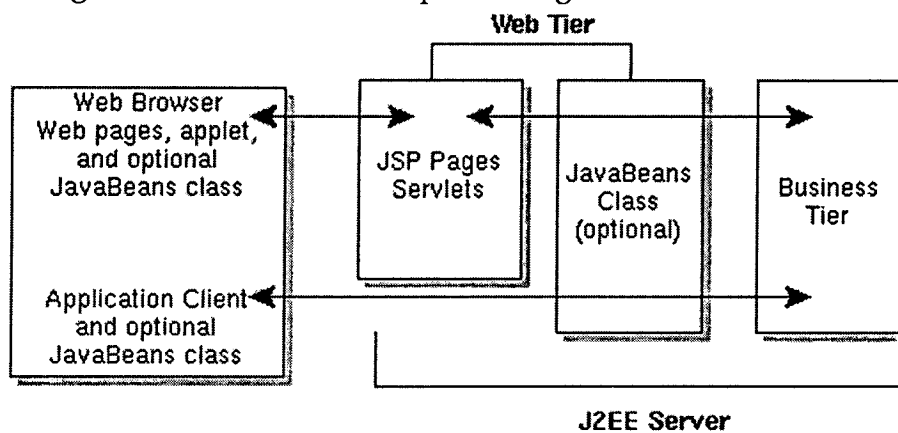 Web Tier
Web Browser
Web pages, applet,
and optional
JavaBeans class
Application Client
and optional
JavaBeans class
JSP Pages
Servlets
JavaBeans
Class
(optional)
Business
Tier
J2EE Server